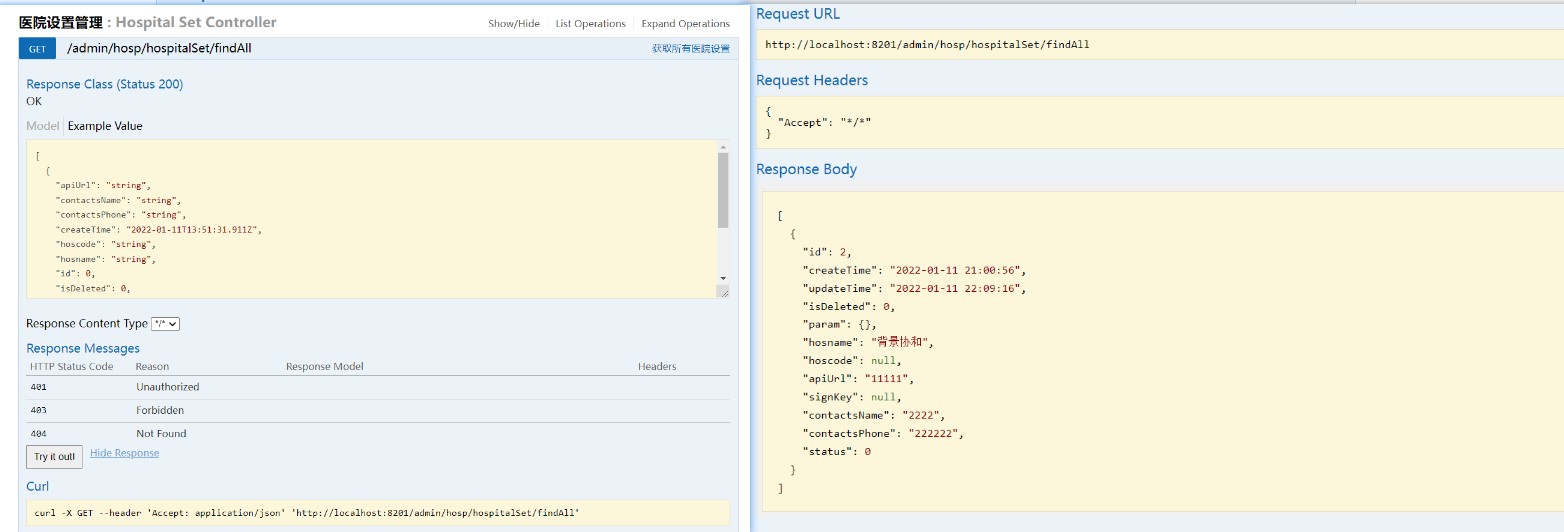 医院设置管理 : Hospital Set Controller
Show/Hide List Operations Expand Operations
GET /admin/hosp/hospitalSet/findAll 获取所有医院设置
Response Class (Status 200)
OK
Model Example Value
[
{
"apiUrl": "string",
"contactsName": "string",
"contactsPhone": "string",
"createTime": "2022-01-11T13:51:31.911Z",
"hoscode": "string",
"hosname": "string",
"id": 0,
"isDeleted": 0,
Response Content Type */*
Response Messages
HTTP Status Code Reason Response Model Headers
401 Unauthorized
403 Forbidden
404 Not Found
Try it out! Hide Response
Curl
curl -X GET --header 'Accept: application/json' 'http://localhost:8201/admin/hosp/hospitalSet/findAll'
Request URL
http://localhost:8201/admin/hosp/hospitalSet/findAll
Request Headers
{
"Accept": "*/*"
}
Response Body
[
{
"id": 2,
"createTime": "2022-01-11 21:00:56",
"updateTime": "2022-01-11 22:09:16",
"isDeleted": 0,
"param": {},
"hosname": "背景协和",
"hoscode": null,
"apiUrl": "11111",
"signKey": null,
"contactsName": "2222",
"contactsPhone": "222222",
"status": 0
}
]